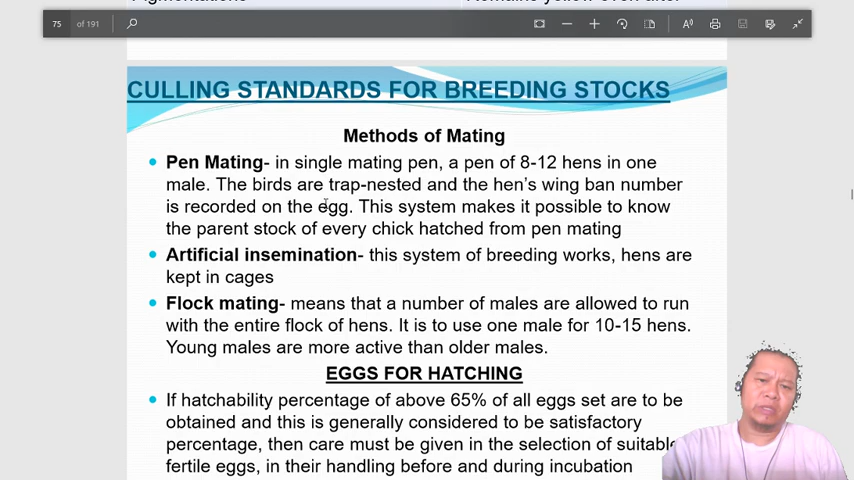 Pigmentations
Remains yellow even after
75 of 191
CULLING STANDARDS FOR BREEDING STOCKS
Methods of Mating
• Pen Mating- in single mating pen, a pen of 8-12 hens in one
male. The birds are trap-nested and the hen's wing ban number
is recorded on the egg. This system makes it possible to know
the parent stock of every chick hatched from pen mating
• Artificial insemination- this system of breeding works, hens are
kept in cages
• Flock mating- means that a number of males are allowed to run
with the entire flock of hens. It is to use one male for 10-15 hens.
Young males are more active than older males.
EGGS FOR HATCHING
• If hatchability percentage of above 65% of all eggs set are to be
obtained and this is generally considered to be satisfactory
percentage, then care must be given in the selection of suitable
fertile eggs, in their handling before and during incubation